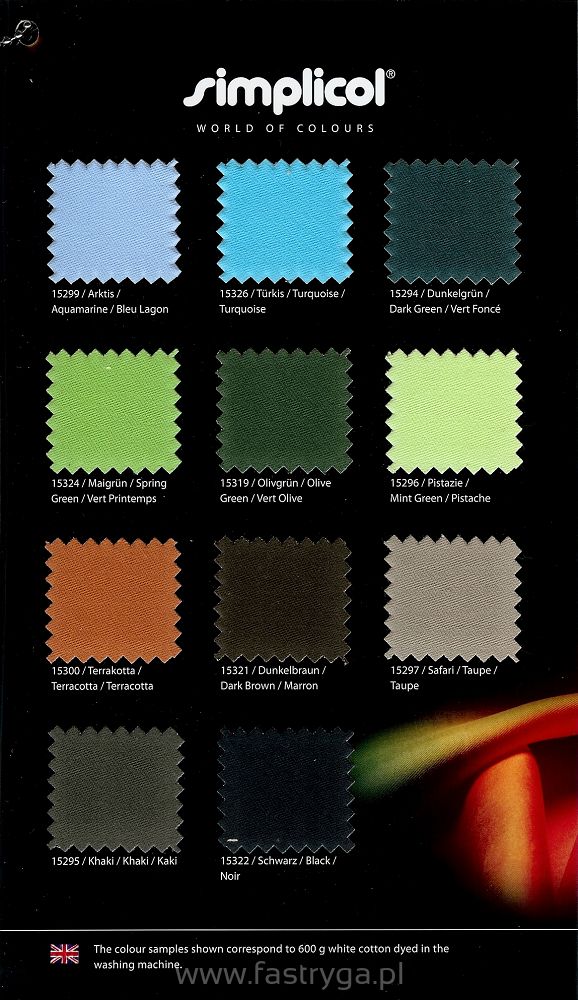 simplicol®
WORLD OF COLOURS
15299 / Arktis /
Aquamarine / Bleu Lagon
15326 / Türkis / Turquoise /
Turquoise
15294 / Dunkelgrün /
Dark Green / Vert Foncé
15324 / Maigrün / Spring
Green / Vert Printemps
15319 / Olivgrün / Olive
Green / Vert Olive
15296 / Pistazie /
Mint Green / Pistache
15300 / Terrakotta /
Terracotta / Terracotta
15321 / Dunkelbraun /
Dark Brown / Marron
15297 / Safari / Taupe /
Taupe
15295 / Khaki / Khaki / Kaki
15322 / Schwarz / Black /
Noir
The colour samples shown correspond to 600 g white cotton dyed in the
washing machine.
www.fastryga.pl